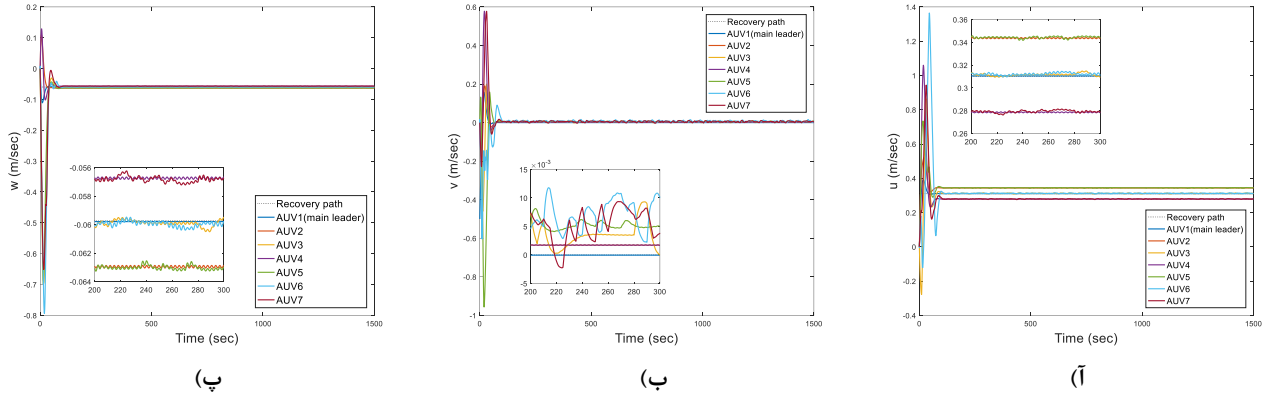 w (m/sec)
0.2
0.1
0
-0.1
-0.2
-0.3
-0.4
-0.5
-0.6
-0.7
-0.8
0
500
1000
1500
Time (sec)
-0.056
-0.058
-0.06
-0.062
-0.064
200
220
240
260
280
300
Recovery path
AUV1(main leader)
AUV2
AUV3
AUV4
AUV5
AUV6
AUV7
پ)
v (m/sec)
0.6
0.4
0.2
0
-0.2
-0.4
-0.6
-0.8
-1
0
500
1000
1500
Time (sec)
Recovery path
AUV1(main leader)
AUV2
AUV3
AUV4
AUV5
AUV6
AUV7
15
×10⁻³
10
5
0
-5
200
220
240
260
280
300
ب)
u (m/sec)
1.4
1.2
1
0.8
0.6
0.4
0.2
0
-0.2
-0.4
0
500
1000
1500
Time (sec)
0.36
0.34
0.32
0.3
0.28
0.26
200
220
240
260
280
300
Recovery path
AUV1(main leader)
AUV2
AUV3
AUV4
AUV5
AUV6
AUV7
آ)